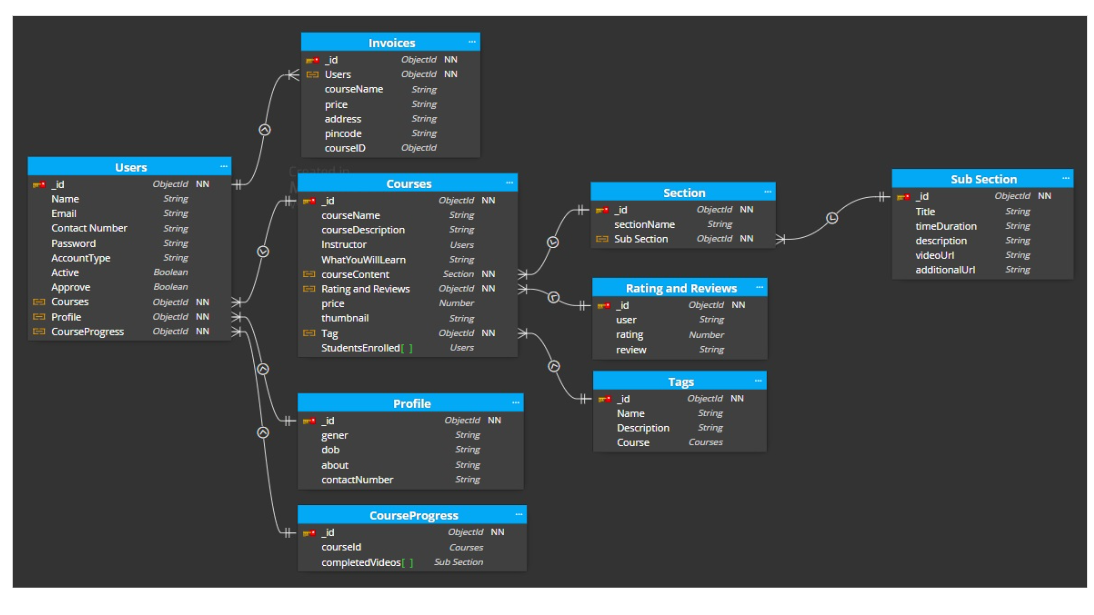 Invoices ...
_id ObjectId NN
Users ObjectId NN
courseName String
price String
address String
pincode String
courseID ObjectId
Users ...
_id ObjectId NN
Name String
Email String
Contact Number String
Password String
AccountType String
Active Boolean
Approve Boolean
Courses ObjectId NN
Profile ObjectId NN
CourseProgress ObjectId NN
Created in
Courses ...
_id ObjectId NN
courseName String
courseDescription String
Instructor Users
WhatYouWillLearn String
courseContent Section NN
Rating and Reviews ObjectId NN
price Number
thumbnail String
Tag ObjectId NN
StudentsEnrolled[ ] Users
Section ...
_id ObjectId NN
sectionName String
Sub Section ObjectId NN
Sub Section ...
_id ObjectId NN
Title String
timeDuration String
description String
videoUrl String
additionalUrl String
Rating and Reviews ...
_id ObjectId NN
user String
rating Number
review String
Tags ...
_id ObjectId NN
Name String
Description String
Course Courses
Profile ...
_id ObjectId NN
gener String
dob String
about String
contactNumber String
CourseProgress ...
_id ObjectId NN
courseId Courses
completedVideos[ ] Sub Section